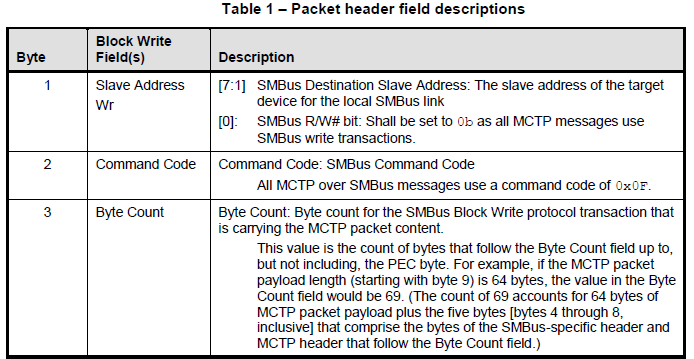 Table 1 – Packet header field descriptions
Byte
Block Write
Field(s)
Description
1
Slave Address
Wr
[7:1] SMBus Destination Slave Address: The slave address of the target
device for the local SMBus link
[0]: SMBus R/W# bit: Shall be set to 0b as all MCTP messages use
SMBus write transactions.
2
Command Code
Command Code: SMBus Command Code
All MCTP over SMBus messages use a command code of 0x0F.
3
Byte Count
Byte Count: Byte count for the SMBus Block Write protocol transaction that
is carrying the MCTP packet content.
This value is the count of bytes that follow the Byte Count field up to,
but not including, the PEC byte. For example, if the MCTP packet
payload length (starting with byte 9) is 64 bytes, the value in the Byte
Count field would be 69. (The count of 69 accounts for 64 bytes of
MCTP packet payload plus the five bytes [bytes 4 through 8,
inclusive] that comprise the bytes of the SMBus-specific header and
MCTP header that follow the Byte Count field.)